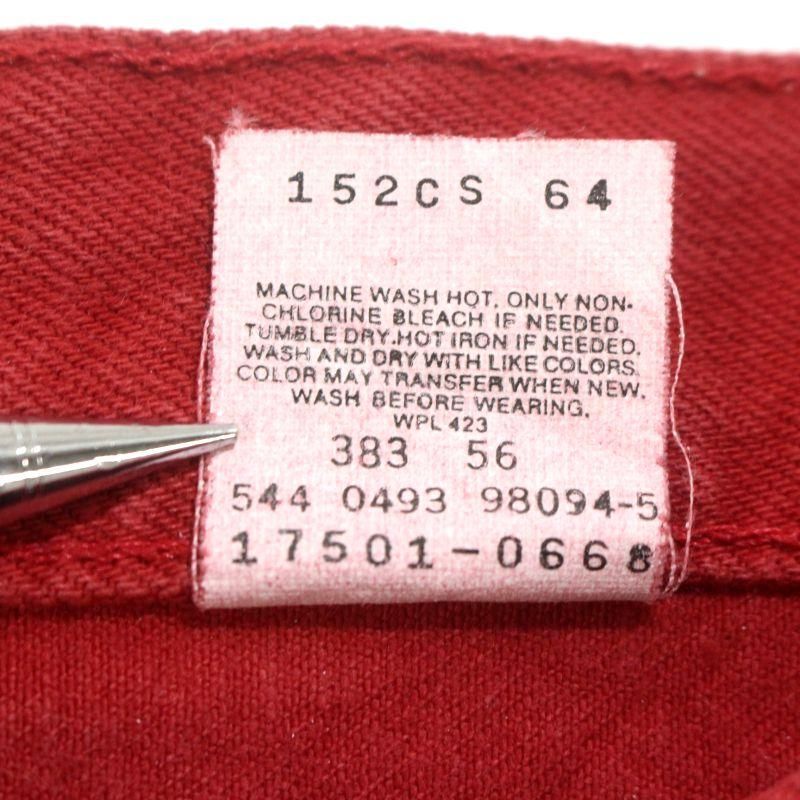 152CS 64
MACHINE WASH HOT. ONLY NON-
CHLORINE BLEACH IF NEEDED.
TUMBLE DRY. HOT IRON IF NEEDED.
WASH AND DRY WITH LIKE COLORS.
COLOR MAY TRANSFER WHEN NEW.
WASH BEFORE WEARING.
WPL 423
383 56
544 0493 98094-5
17501-0668